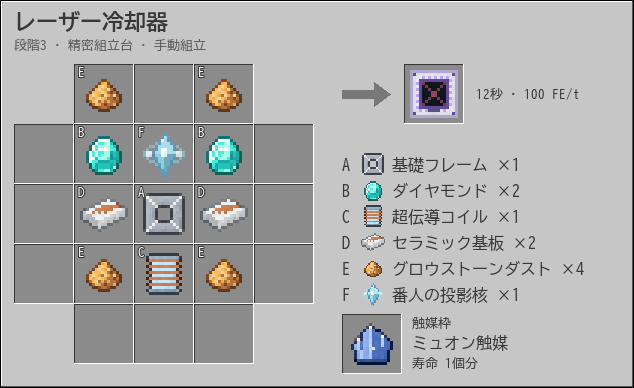 レーザー冷却器
段階3 · 精密組立台 · 手動組立
E E
B F B
D A D
E C E
12秒 · 100 FE/t
A 基礎フレーム ×1
B ダイヤモンド ×2
C 超伝導コイル ×1
D セラミック基板 ×2
E グロウストーンダスト ×4
F 番人の投影核 ×1
触媒枠
ミュオン触媒
寿命 1個分